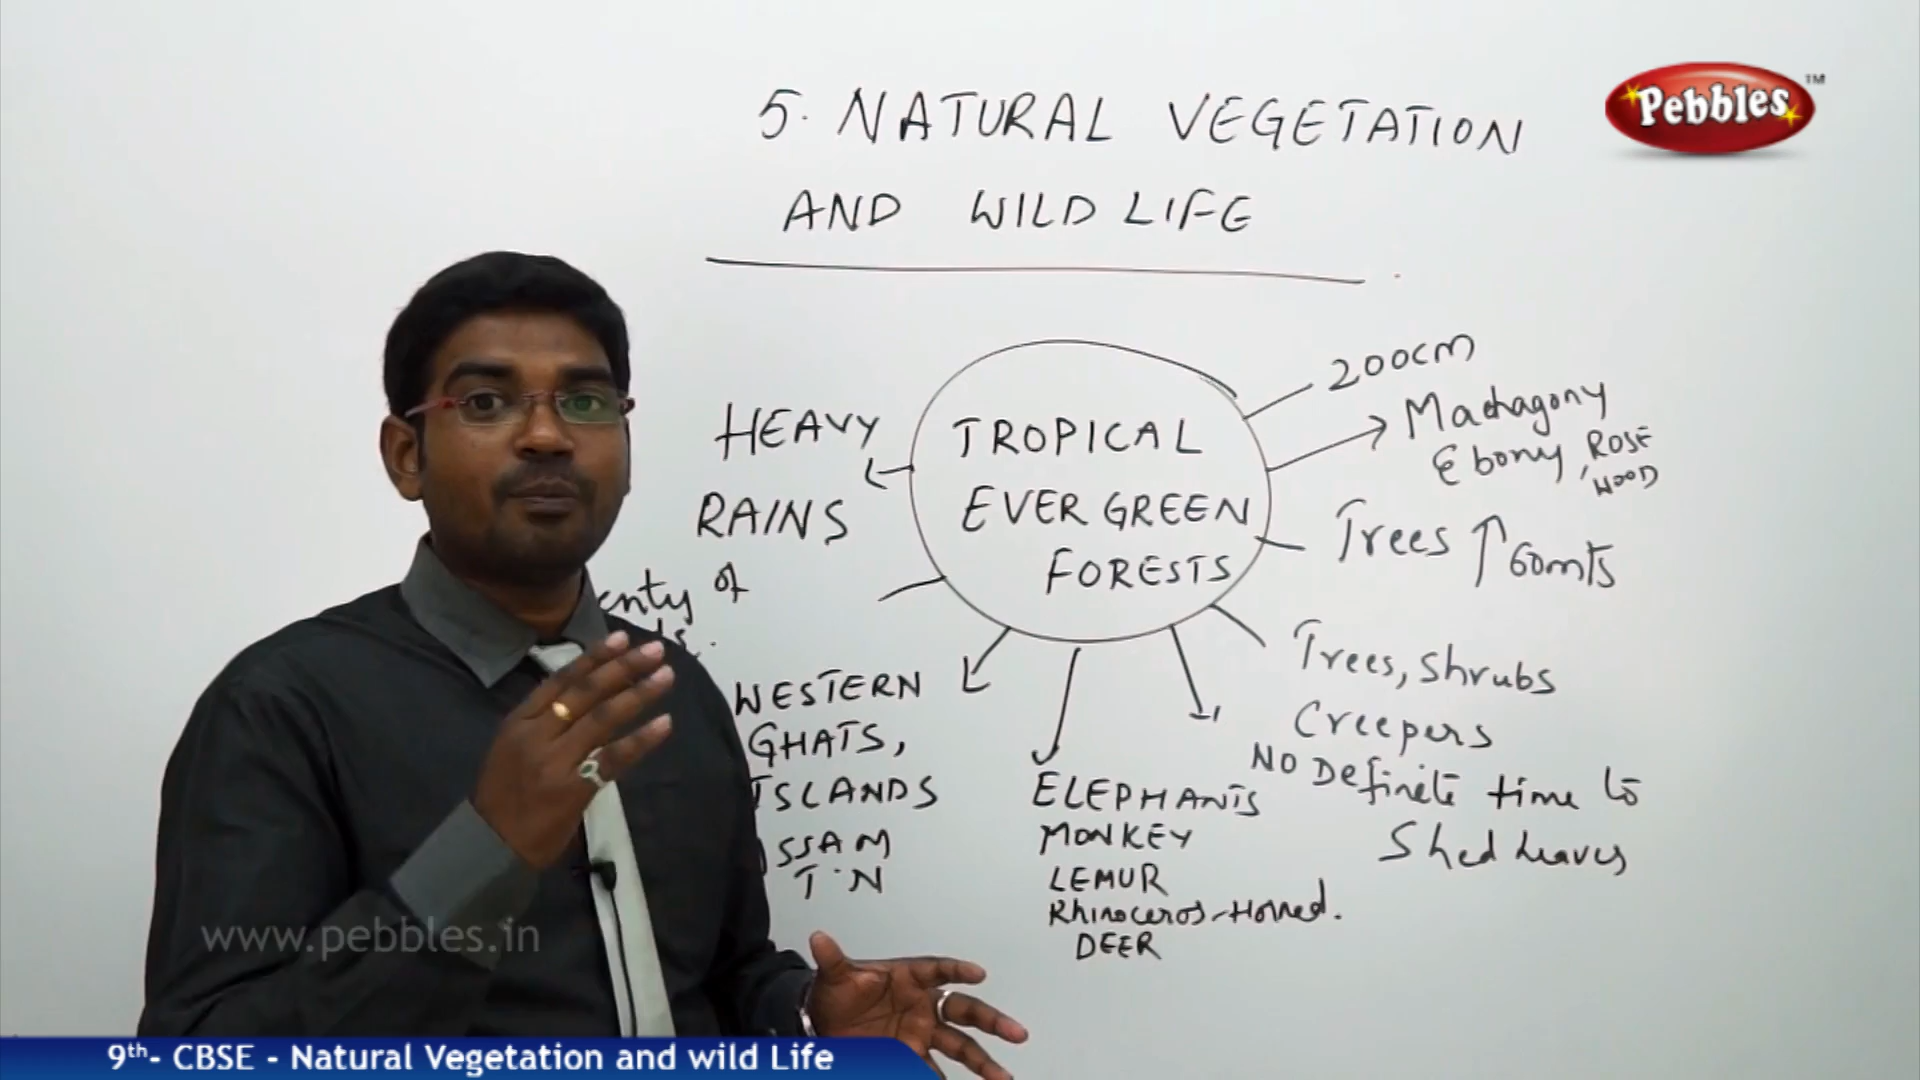 5. NATURAL VEGETATION
AND WILD LIFE
Pebbles TM
200cm
Machagony
Ebony, ROSE
WOOD
HEAVY
RAINS
TROPICAL
EVER GREEN
FORESTS
Trees ↑ 60mts
of
Trees, Shrubs
Creepers
NO Definite time to
Shed Leaves
WESTERN
GHATS,
ISLANDS
SSAM
T.N
ELEPHANTS
MONKEY
LEMUR
Rhinoceros-Horned.
DEER
www.pebbles.in
9th- CBSE - Natural Vegetation and wild Life